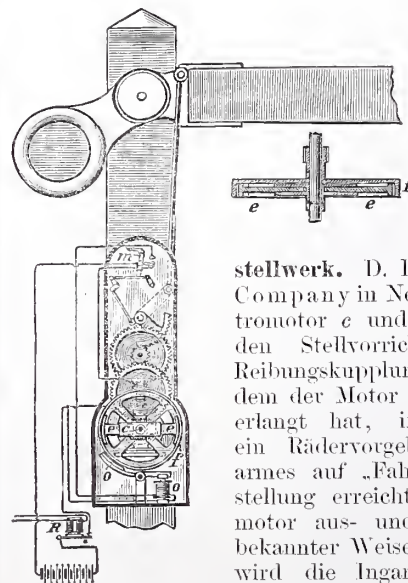 m
e e
e c e
r
o o
R
stellwerk. D.
Company in
tromotor e und
den Stellvorric
Reibungskupplun
dem der Motor
erlangt hat, i
ein Rädervorgel
armes auf „Fah
stellung erreicht
motor aus- und
bekannter Weise
wird die Ingan